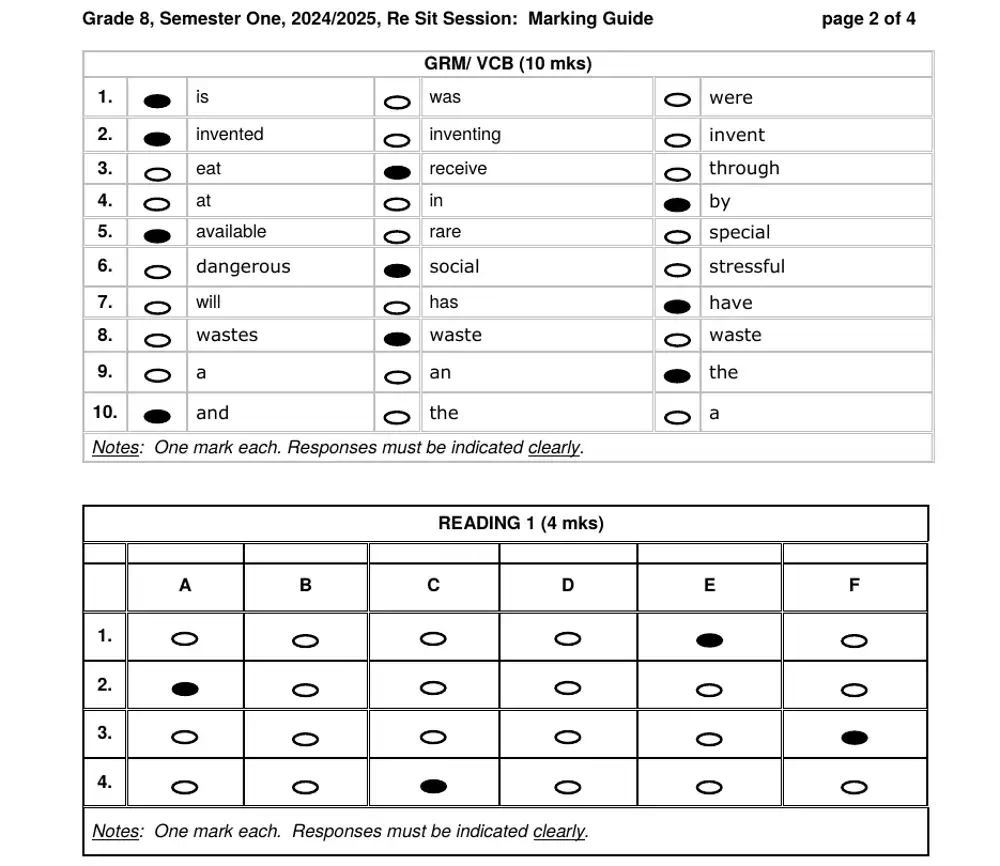 Grade 8, Semester One, 2024/2025, Re Sit Session:  Marking Guide page 2 of 4
GRM/ VCB (10 mks)
1. is was were
2. invented inventing invent
3. eat receive through
4. at in by
5. available rare special
6. dangerous social stressful
7. will has have
8. wastes waste waste
9. a an the
10. and the a
Notes:  One mark each. Responses must be indicated clearly.
READING 1 (4 mks)
A B C D E F
1.
2.
3.
4.
Notes:  One mark each.  Responses must be indicated clearly.